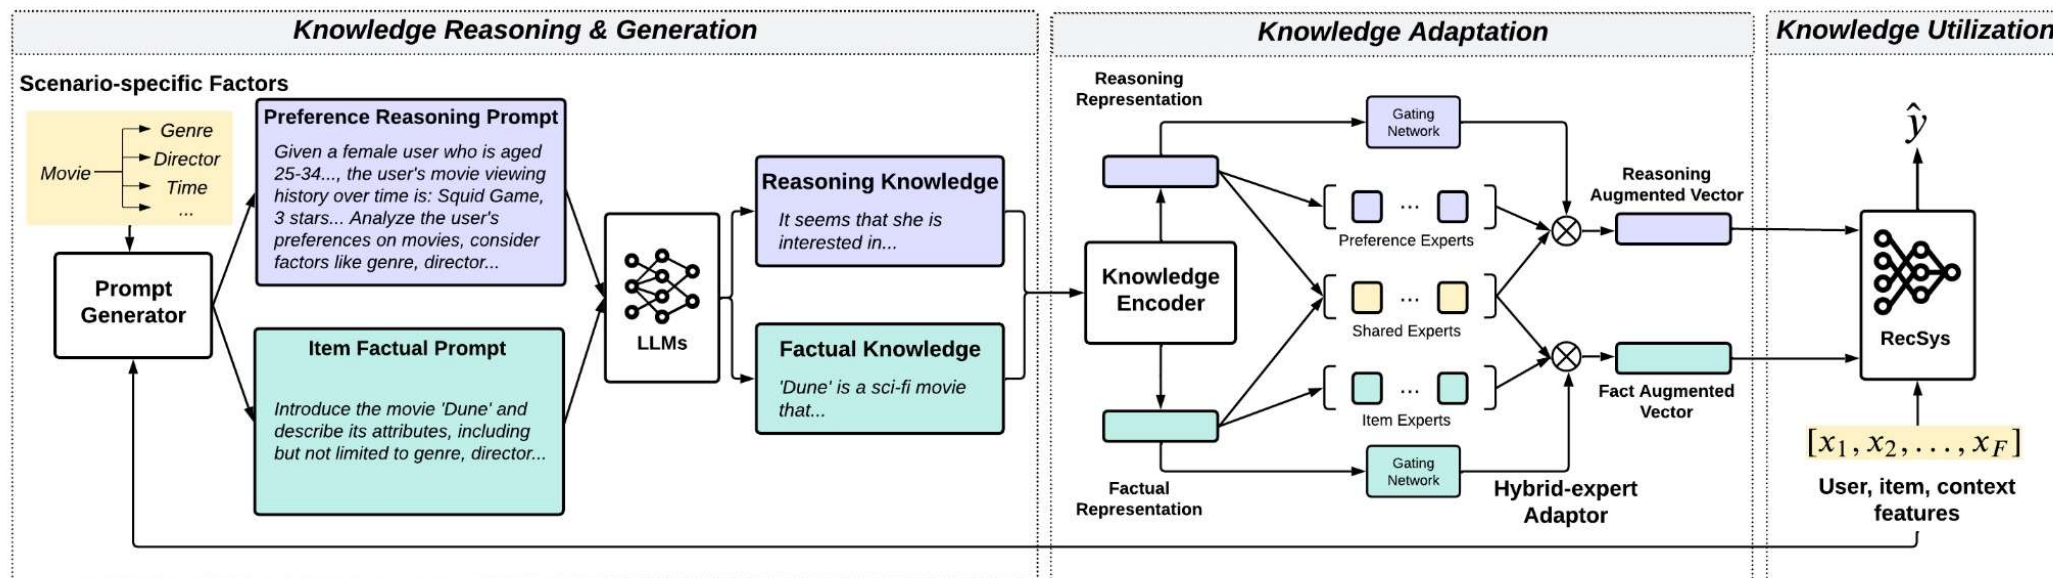 Knowledge Reasoning & Generation
Scenario-specific Factors
Movie
Genre
Director
Time
...
Prompt
Generator
Preference Reasoning Prompt
Given a female user who is aged
25-34..., the user's movie viewing
history over time is: Squid Game,
3 stars... Analyze the user's
preferences on movies, consider
factors like genre, director...
Item Factual Prompt
Introduce the movie 'Dune' and
describe its attributes, including
but not limited to genre, director...
LLMs
Reasoning Knowledge
It seems that she is
interested in...
Factual Knowledge
'Dune' is a sci-fi movie
that...
Knowledge Adaptation
Reasoning
Representation
Knowledge
Encoder
Factual
Representation
Gating
Network
...
Preference Experts
...
Shared Experts
...
Item Experts
Gating
Network
Hybrid-expert
Adaptor
Reasoning
Augmented Vector
Fact Augmented
Vector
Knowledge Utilization
ŷ
RecSys
[x₁, x₂, . . . , x_F]
User, item, context
features